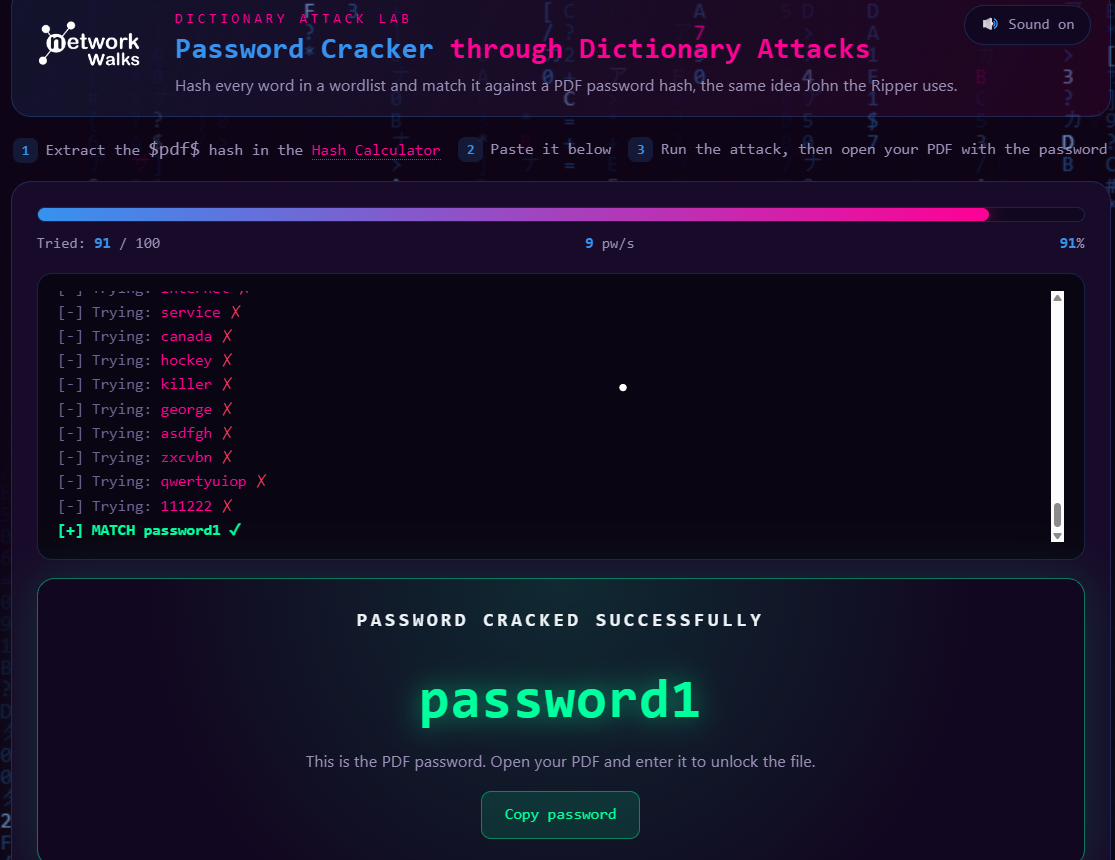 network
Walks
DICTIONARY ATTACK LAB
Password Cracker through Dictionary Attacks
Hash every word in a wordlist and match it against a PDF password hash, the same idea John the Ripper uses.
Sound on
1 Extract the $pdf$ hash in the Hash Calculator 2 Paste it below 3 Run the attack, then open your PDF with the password
Tried: 91 / 100 9 pw/s 91%
[-] Trying: internet ✗
[-] Trying: service ✗
[-] Trying: canada ✗
[-] Trying: hockey ✗
[-] Trying: killer ✗
[-] Trying: george ✗
[-] Trying: asdfgh ✗
[-] Trying: zxcvbn ✗
[-] Trying: qwertyuiop ✗
[-] Trying: 111222 ✗
[+] MATCH password1 ✓
PASSWORD CRACKED SUCCESSFULLY
password1
This is the PDF password. Open your PDF and enter it to unlock the file.
Copy password